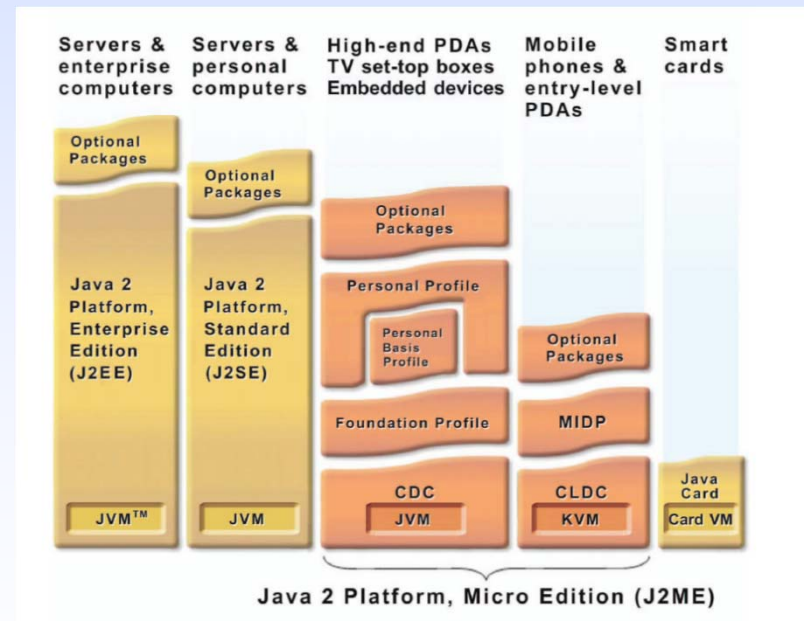 Servers &
enterprise
computers
Servers &
personal
computers
High-end PDAs
TV set-top boxes
Embedded devices
Mobile
phones &
entry-level
PDAs
Smart
cards
Optional
Packages
Java 2
Platform,
Enterprise
Edition
(J2EE)
JVM™
Optional
Packages
Java 2
Platform,
Standard
Edition
(J2SE)
JVM
Optional
Packages
Personal Profile
Personal
Basis
Profile
Foundation Profile
CDC
JVM
Optional
Packages
MIDP
CLDC
KVM
Java
Card
Card VM
Java 2 Platform, Micro Edition (J2ME)